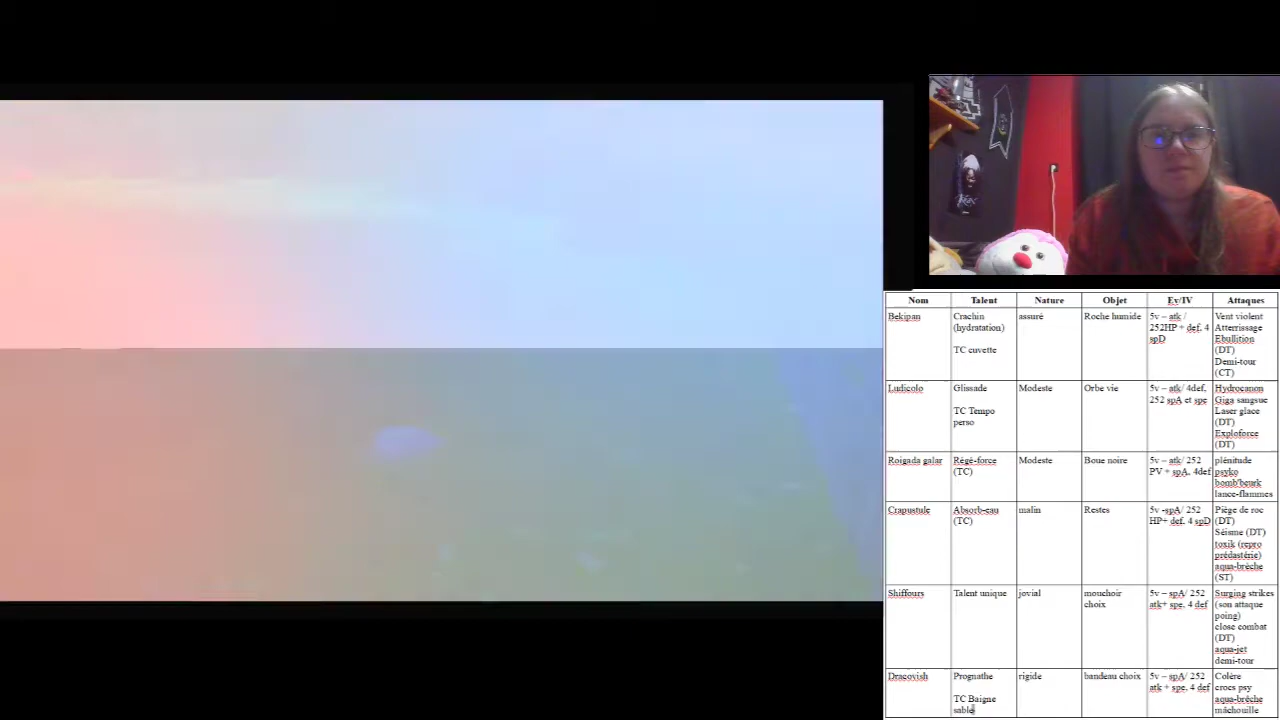 Nom Talent Nature Objet Ev/IV Attaques
Bekipan Crachin assuré Roche humide 5v – atk / Vent violent
(hydratation) 252HP + def. 4 Atterrissage
spD Ebullition
TC cuvette (DT)
Demi-tour
(CT)
Ludicolo Glissade Modeste Orbe vie 5v – atk/ 4def, Hydrocanon
252 spA et spe Giga sangsue
TC Tempo Laser glace
perso (DT)
Exploforce
(DT)
Roigada galar Régé-force Modeste Boue noire 5v – atk/ 252 plénitude
(TC) PV + spA, 4def psyko
bomb'beurk
lance-flammes
Crapustule Absorb-eau malin Restes 5v -spA/ 252 Piège de roc
(TC) HP+ def. 4 spD (DT)
Séisme (DT)
toxik (repro
prédastérie)
aqua-brèche
(ST)
Shiffours Talent unique jovial mouchoir 5v – spA/ 252 Surging strikes
choix atk+ spe, 4 def (son attaque
poing)
close combat
(DT)
aqua-jet
demi-tour
Dracovish Prognathe rigide bandeau choix 5v – spA/ 252 Colère
atk + spe, 4 def crocs psy
TC Baigne aqua-brèche
sable mâchouille